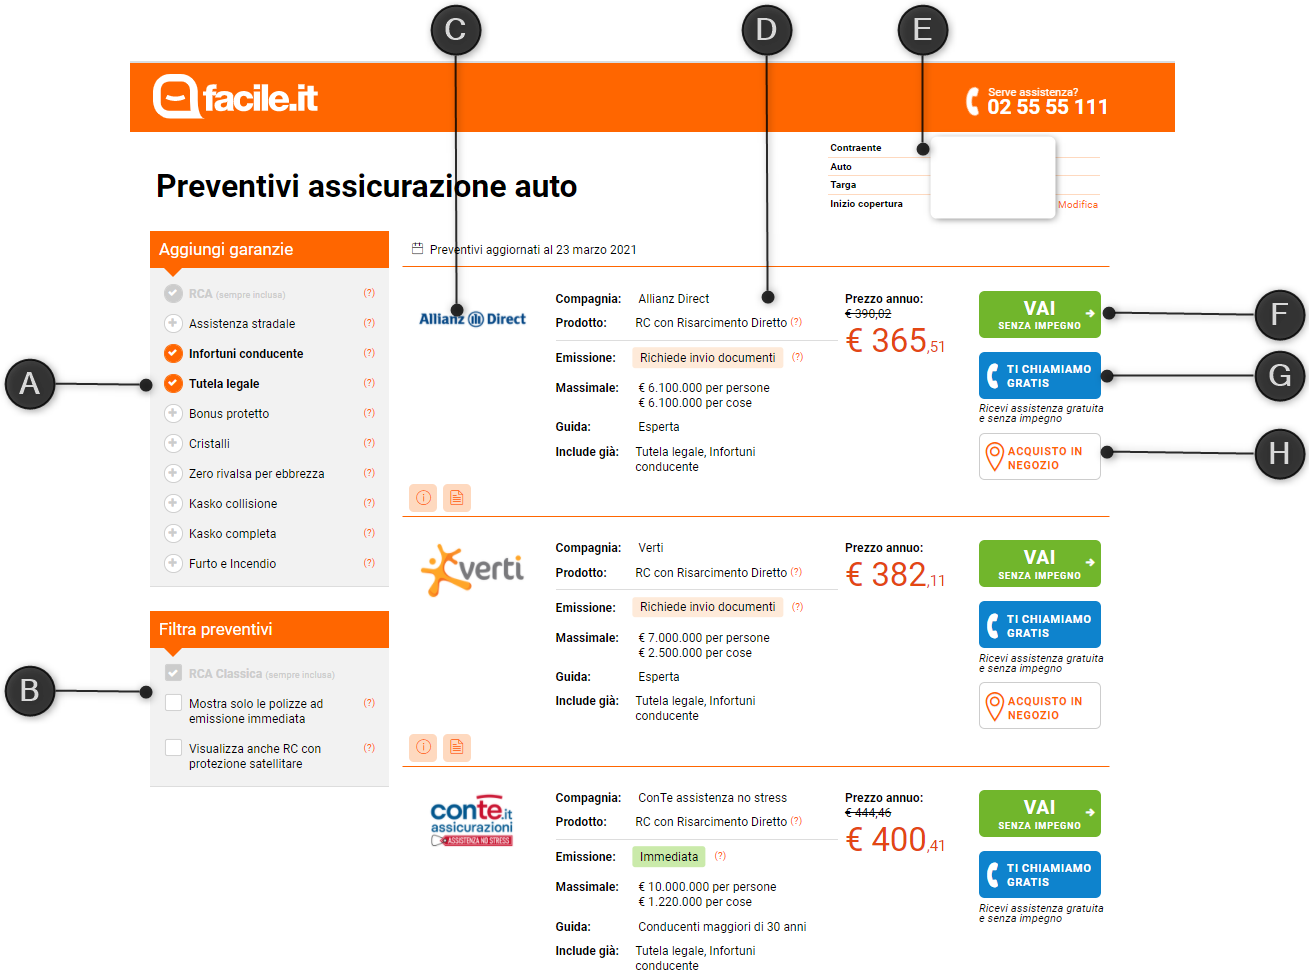 C
D
E
facile.it
Serve assistenza?
02 55 55 111
Contraente
Auto
Targa
Inizio copertura
Modifica
Preventivi assicurazione auto
Aggiungi garanzie
RCA (sempre inclusa) (?)
Assistenza stradale (?)
Infortuni conducente (?)
A
Tutela legale (?)
Bonus protetto (?)
Cristalli (?)
Zero rivalsa per ebbrezza (?)
Kasko collisione (?)
Kasko completa (?)
Furto e Incendio (?)
Filtra preventivi
B
RCA Classica (sempre inclusa)
Mostra solo le polizze ad (?)
emissione immediata
Visualizza anche RC con (?)
protezione satellitare
Preventivi aggiornati al 23 marzo 2021
Allianz Direct
Compagnia: Allianz Direct
Prodotto: RC con Risarcimento Diretto (?)
Emissione: Richiede invio documenti (?)
Massimale: € 6.100.000 per persone
€ 6.100.000 per cose
Guida: Esperta
Include già: Tutela legale, Infortuni
conducente
Prezzo annuo:
€ 390,02
€ 365,51
VAI
SENZA IMPEGNO
F
TI CHIAMIAMO
GRATIS
G
Ricevi assistenza gratuita
e senza impegno
ACQUISTO IN
NEGOZIO
H
verti
Compagnia: Verti
Prodotto: RC con Risarcimento Diretto (?)
Emissione: Richiede invio documenti (?)
Massimale: € 7.000.000 per persone
€ 2.500.000 per cose
Guida: Esperta
Include già: Tutela legale, Infortuni
conducente
Prezzo annuo:
€ 382,11
VAI
SENZA IMPEGNO
TI CHIAMIAMO
GRATIS
Ricevi assistenza gratuita
e senza impegno
ACQUISTO IN
NEGOZIO
conte.it
assicurazioni
ASSISTENZA NO STRESS
Compagnia: ConTe assistenza no stress
Prodotto: RC con Risarcimento Diretto (?)
Emissione: Immediata (?)
Massimale: € 10.000.000 per persone
€ 1.220.000 per cose
Guida: Conducenti maggiori di 30 anni
Include già: Tutela legale, Infortuni
conducente
Prezzo annuo:
€ 444,46
€ 400,41
VAI
SENZA IMPEGNO
TI CHIAMIAMO
GRATIS
Ricevi assistenza gratuita
e senza impegno